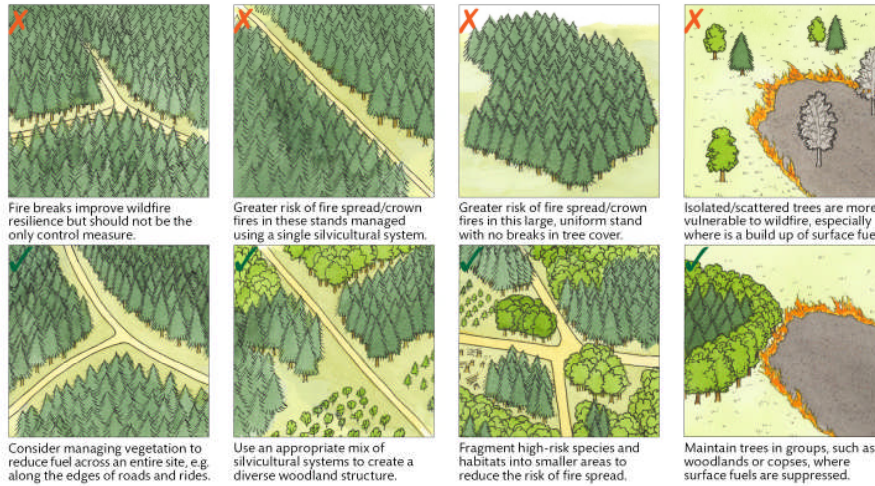 Fire breaks improve wildfire
resilience but should not be the
only control measure.
Greater risk of fire spread/crown
fires in these stands managed
using a single silvicultural system.
Greater risk of fire spread/crown
fires in this large, uniform stand
with no breaks in tree cover.
Isolated/scattered trees are more
vulnerable to wildfire, especially
where is a build up of surface
Consider managing vegetation to
reduce fuel across an entire site, e.g.
along the edges of roads and rides.
Use an appropriate mix of
silvicultural systems to create a
diverse woodland structure.
Fragment high-risk species and
habitats into smaller areas to
reduce the risk of fire spread.
Maintain trees in groups, such as
woodlands or copses, where
surface fuels are suppressed.